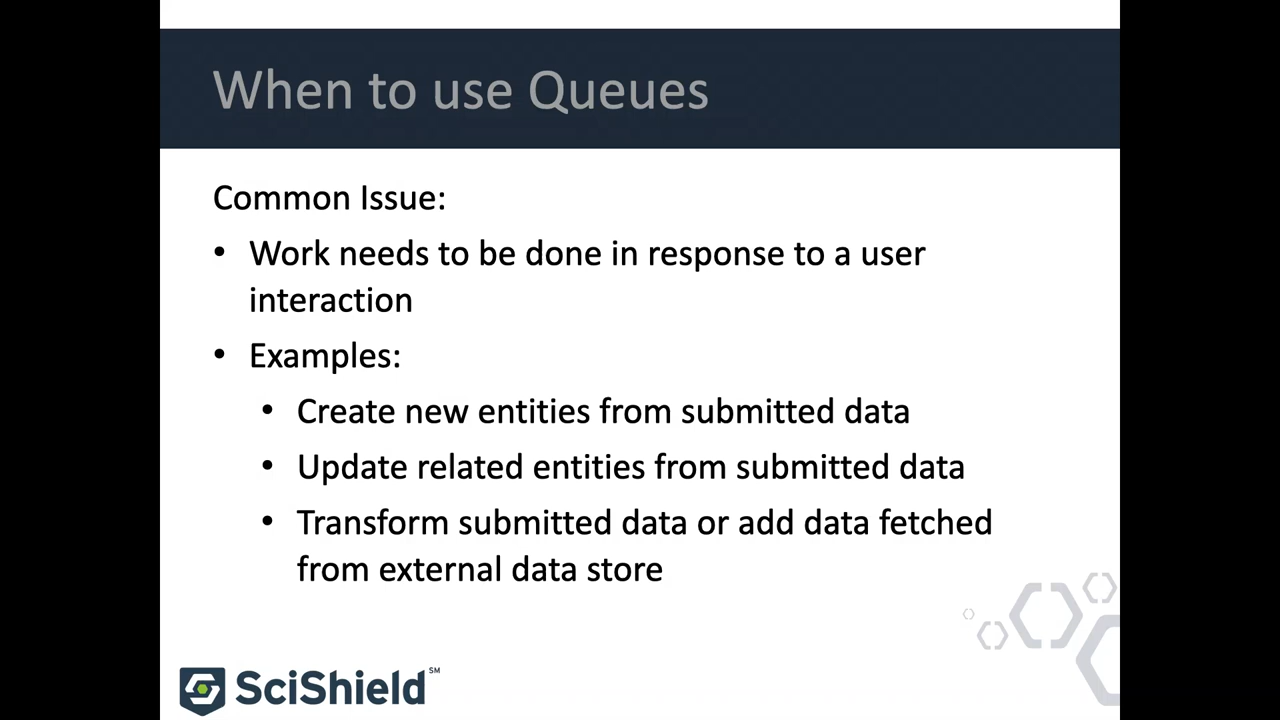 When to use Queues
Common Issue:
• Work needs to be done in response to a user
interaction
• Examples:
• Create new entities from submitted data
• Update related entities from submitted data
• Transform submitted data or add data fetched
from external data store
SciShield℠